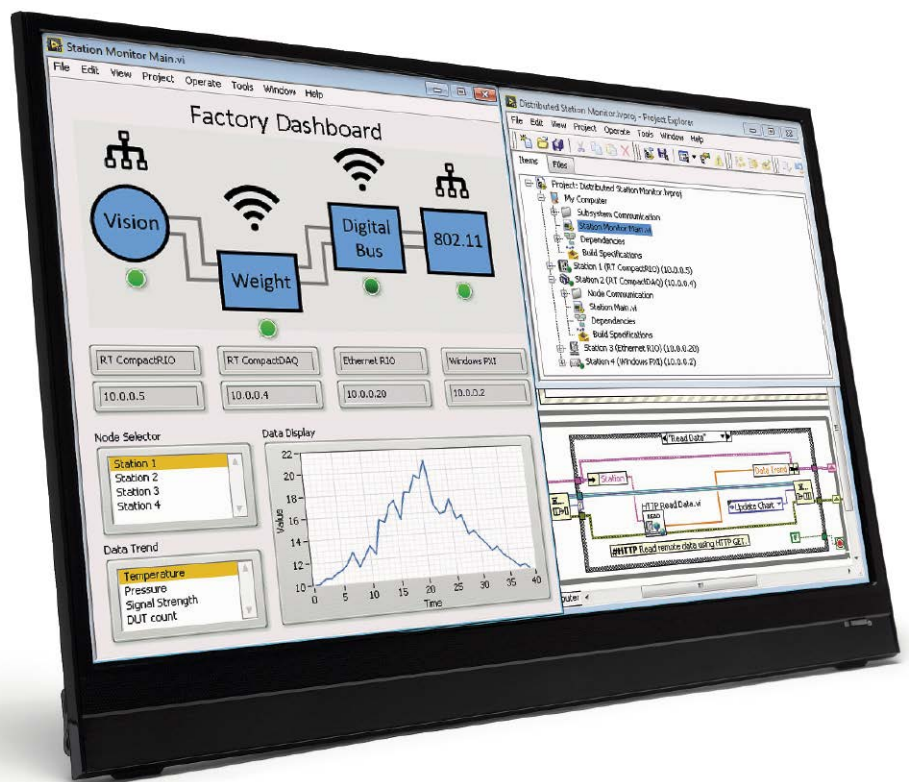 Station Monitor Main.vi
File Edit View Project Operate Tools Window Help
Factory Dashboard
Vision
Weight
Digital
Bus
802.11
RT CompactRIO
RT CompactDAQ
Ethernet RIO
Windows PXI
10.0.0.5
10.0.0.4
10.0.0.20
10.0.0.2
Node Selector
Station 1
Station 2
Station 3
Station 4
Data Trend
Temperature
Pressure
Signal Strength
DUT count
Data Display
Value
22
20
18
16
14
12
10
0 5 10 15 20 25 30 35 40
Time
Distributed Station Monitor.lvproj - Project Explorer
File Edit View Project Operate Tools Window Help
Items Files
Project: Distributed Station Monitor.lvproj
My Computer
Subsystem Communication
Station Monitor Main.vi
Dependencies
Build Specifications
Station 1 (RT CompactRIO) (10.0.0.5)
Station 2 (RT CompactDAQ) (10.0.0.4)
Node Communication
Station Main.vi
Dependencies
Build Specifications
Station 3 (Ethernet RIO) (10.0.0.20)
Station 4 (Windows PXI) (10.0.0.2)
"Read Data"
Station
Data Trend
HTTP Read Data.vi
READ
Update Chart
#HTTP Read remote data using HTTP GET.